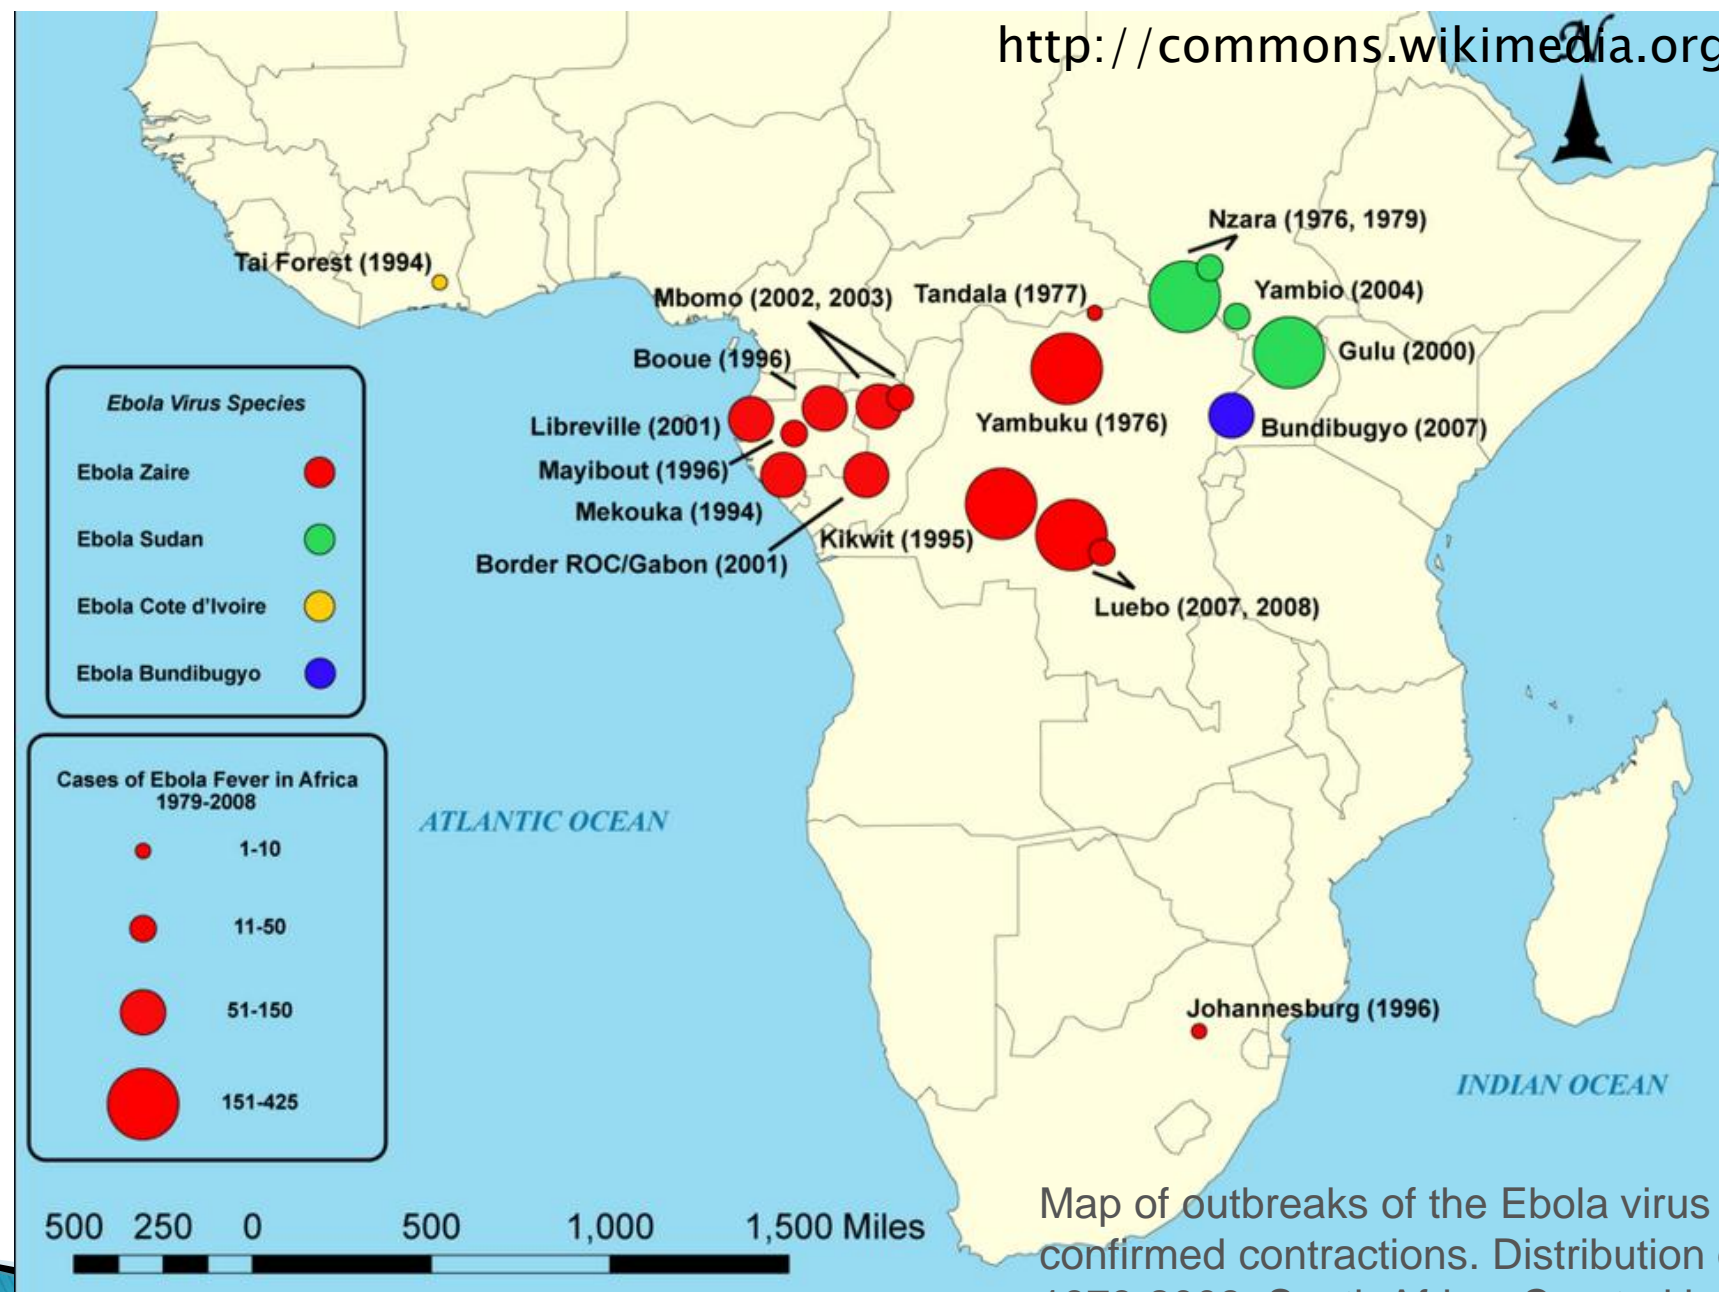 http://commons.wikimedia.org
N
Nzara (1976, 1979)
Tai Forest (1994)
Mbomo (2002, 2003)
Tandala (1977)
Yambio (2004)
Booue (1996)
Gulu (2000)
Libreville (2001)
Yambuku (1976)
Bundibugyo (2007)
Mayibout (1996)
Mekouka (1994)
Kikwit (1995)
Border ROC/Gabon (2001)
Luebo (2007, 2008)
Ebola Virus Species
Ebola Zaire
Ebola Sudan
Ebola Cote d'Ivoire
Ebola Bundibugyo
Cases of Ebola Fever in Africa
1979-2008
1-10
11-50
51-150
151-425
ATLANTIC OCEAN
Johannesburg (1996)
INDIAN OCEAN
500 250 0 500 1,000 1,500 Miles
Map of outbreaks of the Ebola virus
confirmed contractions. Distribution